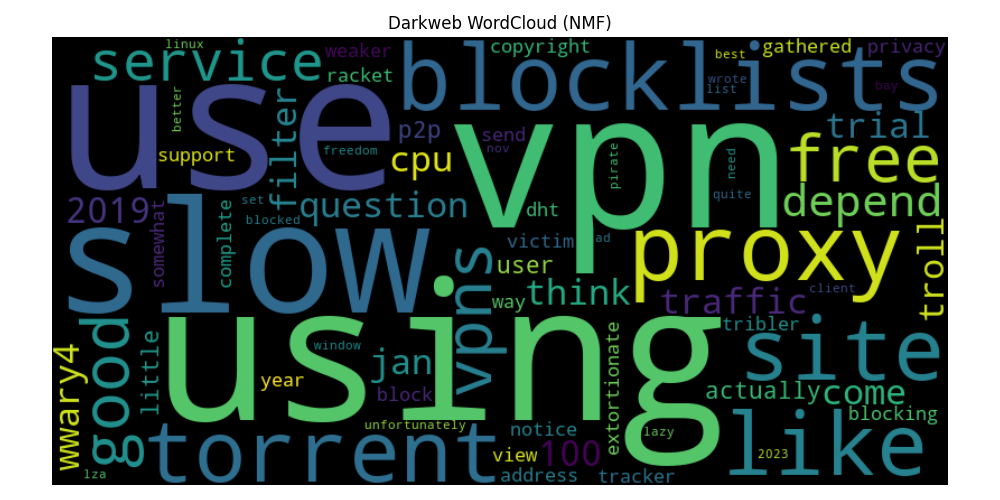 Darkweb WordCloud (NMF)
linux
service
weaker
racket
copyright
best
gathered
privacy
blocklists
wrote
list
bay
use
better
filter
support
freedom
p2p
cpu
send
nov
vpn
pirate
need
trial
free
depend
quite
2019
set
blocked
question
dht
victim
ad
somewhat
complete
slow
vpns
user
way
think
proxy
traffic
client
troll
tribler
using
window
jan
year
block
good
little
wwary4
extortionate
site
actually
come
blocking
unfortunately
notice
lazy
torrent
view
100
address
tracker
like
2023
lza